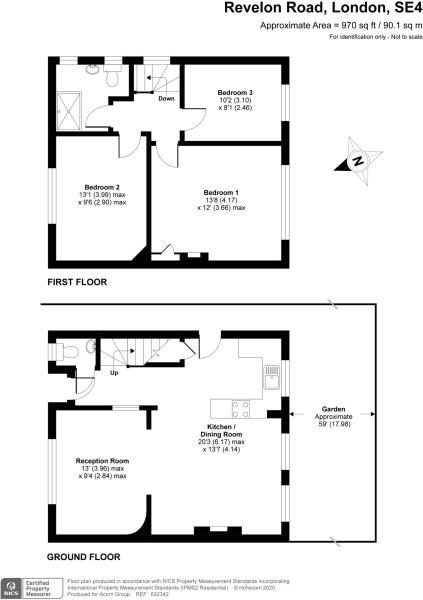 Revelon Road, London, SE4
Approximate Area = 970 sq ft / 90.1 sq m
For identification only - Not to scale
Bedroom 3
10'2 (3.10)
x 8'1 (2.46)
Down
N
Bedroom 2
13'1 (3.99) max
x 9'6 (2.90) max
Bedroom 1
13'8 (4.17)
x 12' (3.66) max
FIRST FLOOR
Up
Kitchen /
Dining Room
20'3 (6.17) max
x 13'7 (4.14)
Garden
Approximate
59' (17.98)
Reception Room
13' (3.96) max
x 9'4 (2.84) max
GROUND FLOOR
RICS
Certified
Property
Measurer
Floor plan produced in accordance with RICS Property Measurement Standards incorporating
International Property Measurement Standards (IPMS2 Residential). © nichecom 2020.
Produced for Acorn Group. REF: 632342